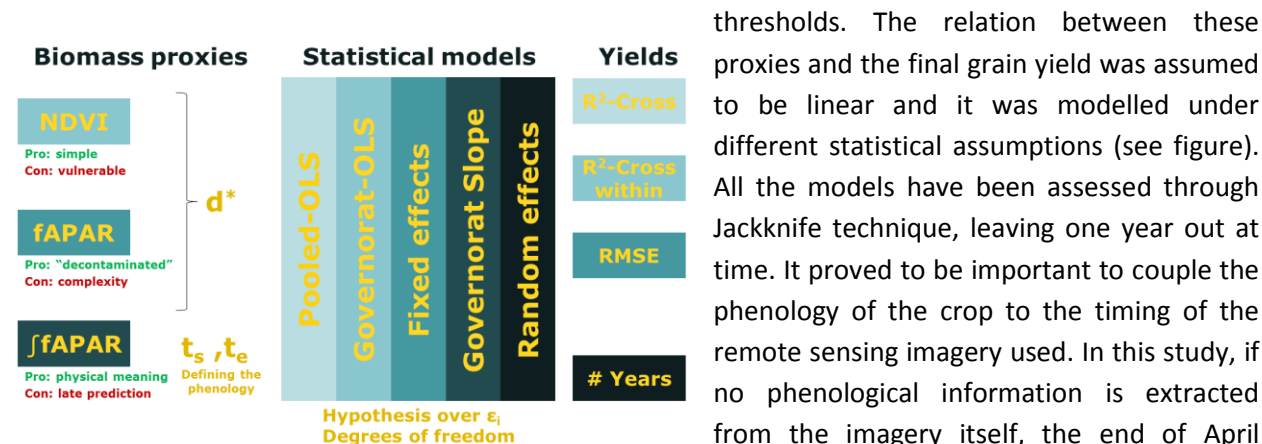 Biomass proxies
NDVI
Pro: simple
Con: vulnerable
fAPAR
Pro: “decontaminated”
Con: complexity
∫fAPAR
Pro: physical meaning
Con: late prediction
d*
ts ,te
Defining the
phenology
Statistical models
Pooled-OLS
Governorat-OLS
Fixed effects
Governorat Slope
Random effects
Hypothesis over εi
Degrees of freedom
Yields
R²-Cross
R²-Cross
within
RMSE
# Years
thresholds. The relation between these
proxies and the final grain yield was assumed
to be linear and it was modelled under
different statistical assumptions (see figure).
All the models have been assessed through
Jackknife technique, leaving one year out at
time. It proved to be important to couple the
phenology of the crop to the timing of the
remote sensing imagery used. In this study, if
no phenological information is extracted
from the imagery itself, the end of April